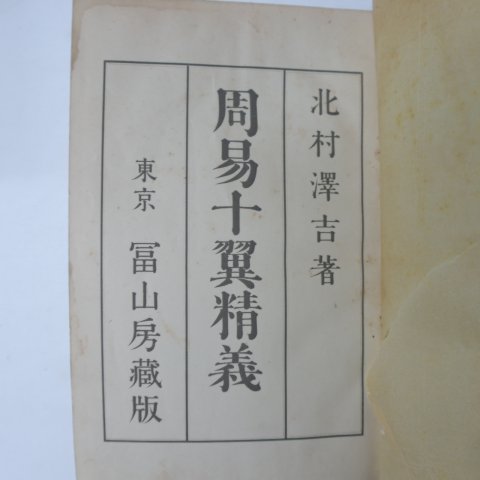 北村澤吉著
周易十翼精義
東京 冨山房藏版